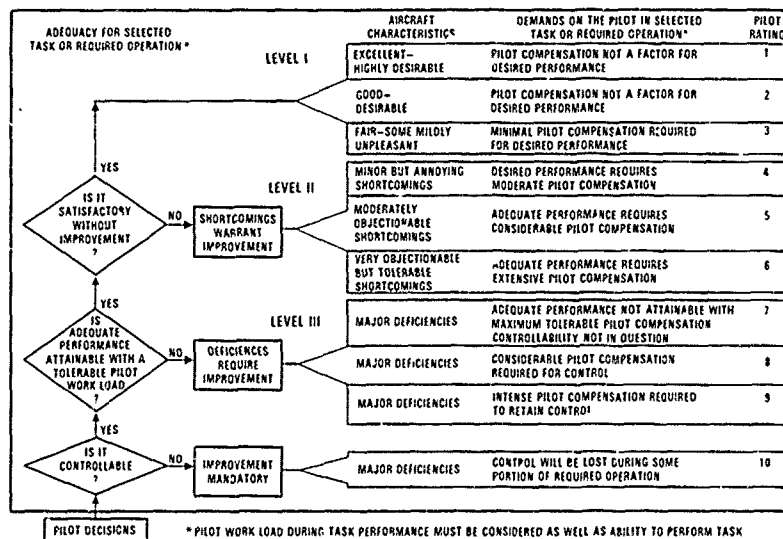 ADEQUACY FOR SELECTED
TASK OR REQUIRED OPERATION*
AIRCRAFT
CHARACTERISTICS
DEMANDS ON THE PILOT IN SELECTED
TASK OR REQUIRED OPERATION*
PILOT
RATING
LEVEL I
EXCELLENT–
HIGHLY DESIRABLE
PILOT COMPENSATION NOT A FACTOR FOR
DESIRED PERFORMANCE
1
GOOD–
DESIRABLE
PILOT COMPENSATION NOT A FACTOR FOR
DESIRED PERFORMANCE
2
FAIR–SOME MILDLY
UNPLEASANT
MINIMAL PILOT COMPENSATION REQUIRED
FOR DESIRED PERFORMANCE
3
YES
IS IT
SATISFACTORY
WITHOUT
IMPROVEMENT
?
NO
SHORTCOMINGS
WARRANT
IMPROVEMENT
LEVEL II
MINOR BUT ANNOYING
SHORTCOMINGS
DESIRED PERFORMANCE REQUIRES
MODERATE PILOT COMPENSATION
4
MODERATELY
OBJECTIONABLE
SHORTCOMINGS
ADEQUATE PERFORMANCE REQUIRES
CONSIDERABLE PILOT COMPENSATION
5
VERY OBJECTIONABLE
BUT TOLERABLE
SHORTCOMINGS
ADEQUATE PERFORMANCE REQUIRES
EXTENSIVE PILOT COMPENSATION
6
YES
IS
ADEQUATE
PERFORMANCE
ATTAINABLE WITH A
TOLERABLE PILOT
WORK LOAD
?
NO
DEFICIENCES
REQUIRE
IMPROVEMENT
LEVEL III
MAJOR DEFICIENCIES
ADEQUATE PERFORMANCE NOT ATTAINABLE WITH
MAXIMUM TOLERABLE PILOT COMPENSATION
CONTROLLABILITY NOT IN QUESTION
7
MAJOR DEFICIENCIES
CONSIDERABLE PILOT COMPENSATION
REQUIRED FOR CONTROL
8
MAJOR DEFICIENCIES
INTENSE PILOT COMPENSATION REQUIRED
TO RETAIN CONTROL
9
YES
IS IT
CONTROLLABLE
?
NO
IMPROVEMENT
MANDATORY
MAJOR DEFICIENCIES
CONTROL WILL BE LOST DURING SOME
PORTION OF REQUIRED OPERATION
10
PILOT DECISIONS
*PILOT WORK LOAD DURING TASK PERFORMANCE MUST BE CONSIDERED AS WELL AS ABILITY TO PERFORM TASK